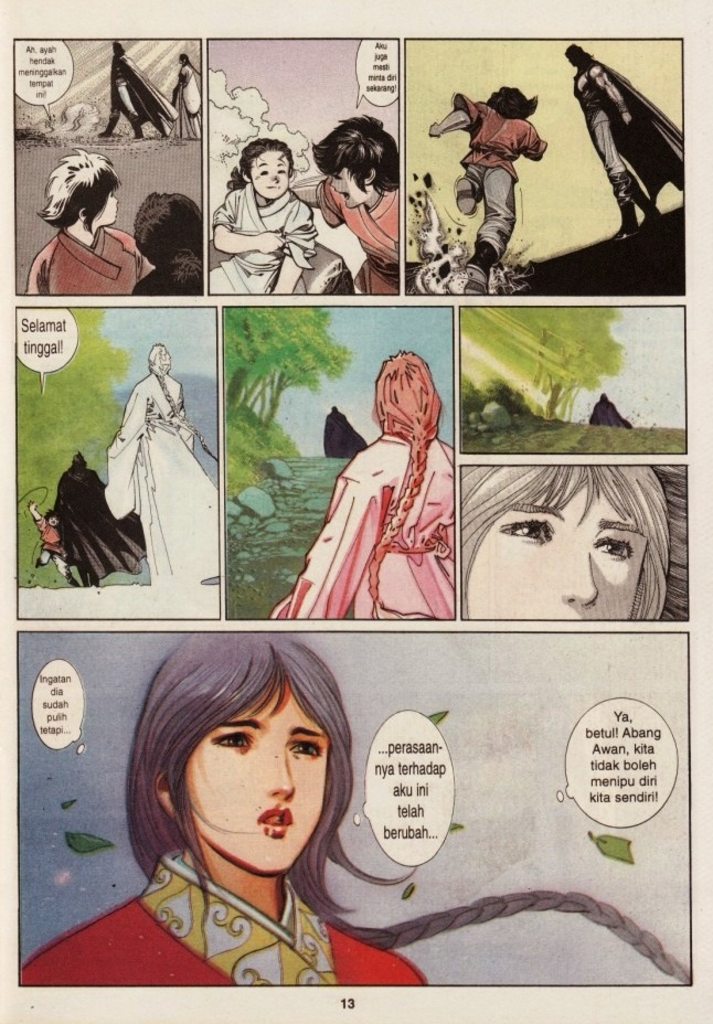 Ah, ayah
hendak
meninggalkan
tempat
ini!
Aku
juga
mesti
minta diri
sekarang!
Selamat
tinggal!
Ingatan
dia
sudah
pulih
tetapi...
...perasaan-
nya terhadap
aku ini
telah
berubah...
Ya,
betul! Abang
Awan, kita
tidak boleh
menipu diri
kita sendiri!
13